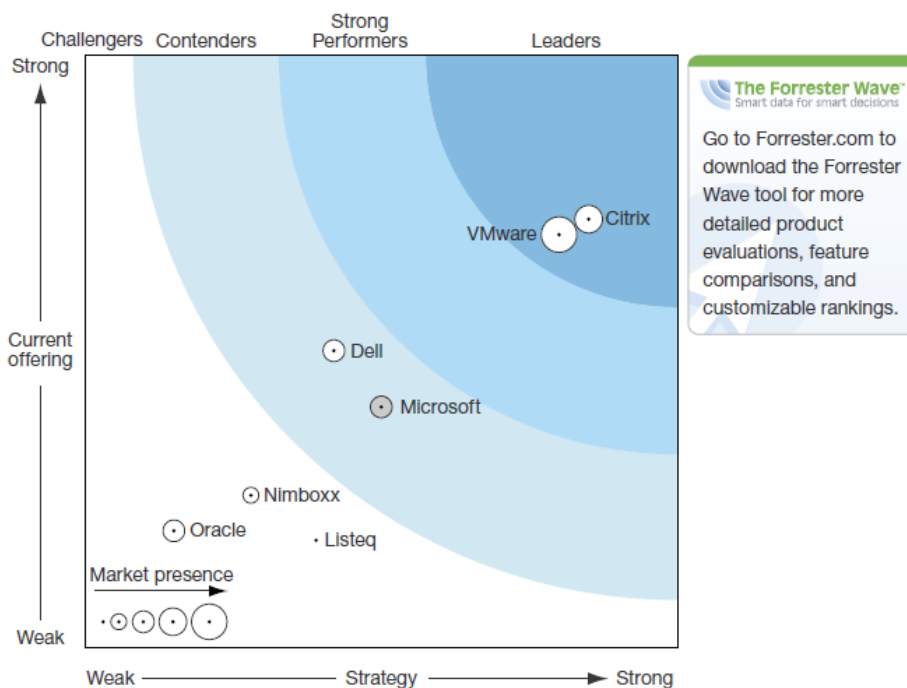 Challengers Contenders Strong Performers Leaders
Strong
The Forrester Wave™
Smart data for smart decisions
Go to Forrester.com to
download the Forrester
Wave tool for more
detailed product
evaluations, feature
comparisons, and
customizable rankings.
Citrix
VMware
Current
offering
Dell
Microsoft
Nimboxx
Oracle
Listeq
Market presence
Weak
Weak Strategy Strong